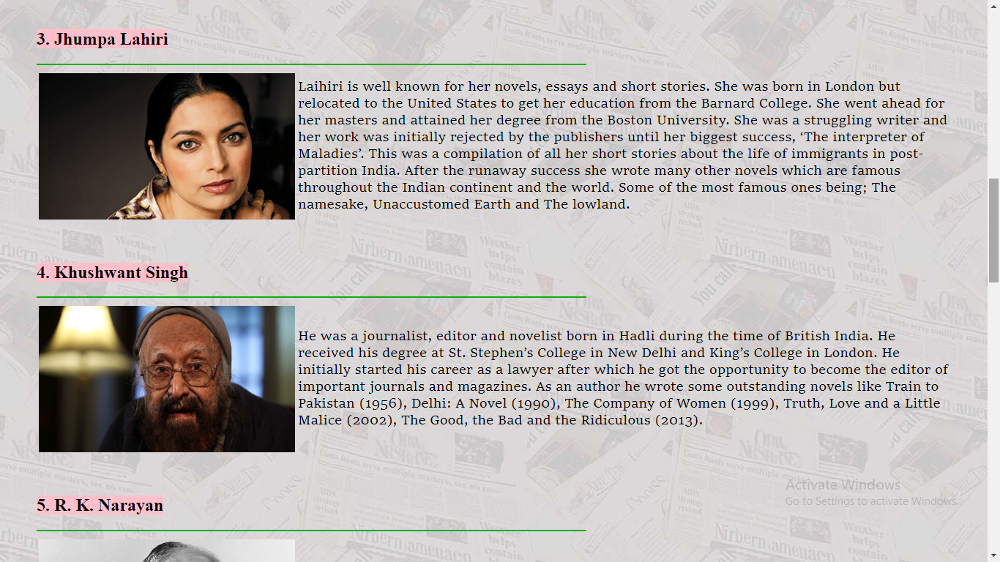 3. Jhumpa Lahiri
Laihiri is well known for her novels, essays and short stories. She was born in London but
relocated to the United States to get her education from the Barnard College. She went ahead for
her masters and attained her degree from the Boston University. She was a struggling writer and
her work was initially rejected by the publishers until her biggest success, ‘The interpreter of
Maladies’. This was a compilation of all her short stories about the life of immigrants in post-
partition India. After the runaway success she wrote many other novels which are famous
throughout the Indian continent and the world. Some of the most famous ones being; The
namesake, Unaccustomed Earth and The lowland.
4. Khushwant Singh
He was a journalist, editor and novelist born in Hadli during the time of British India. He
received his degree at St. Stephen’s College in New Delhi and King’s College in London. He
initially started his career as a lawyer after which he got the opportunity to become the editor of
important journals and magazines. As an author he wrote some outstanding novels like Train to
Pakistan (1956), Delhi: A Novel (1990), The Company of Women (1999), Truth, Love and a Little
Malice (2002), The Good, the Bad and the Ridiculous (2013).
Activate Windows
Go to Settings to activate Windows.
5. R. K. Narayan